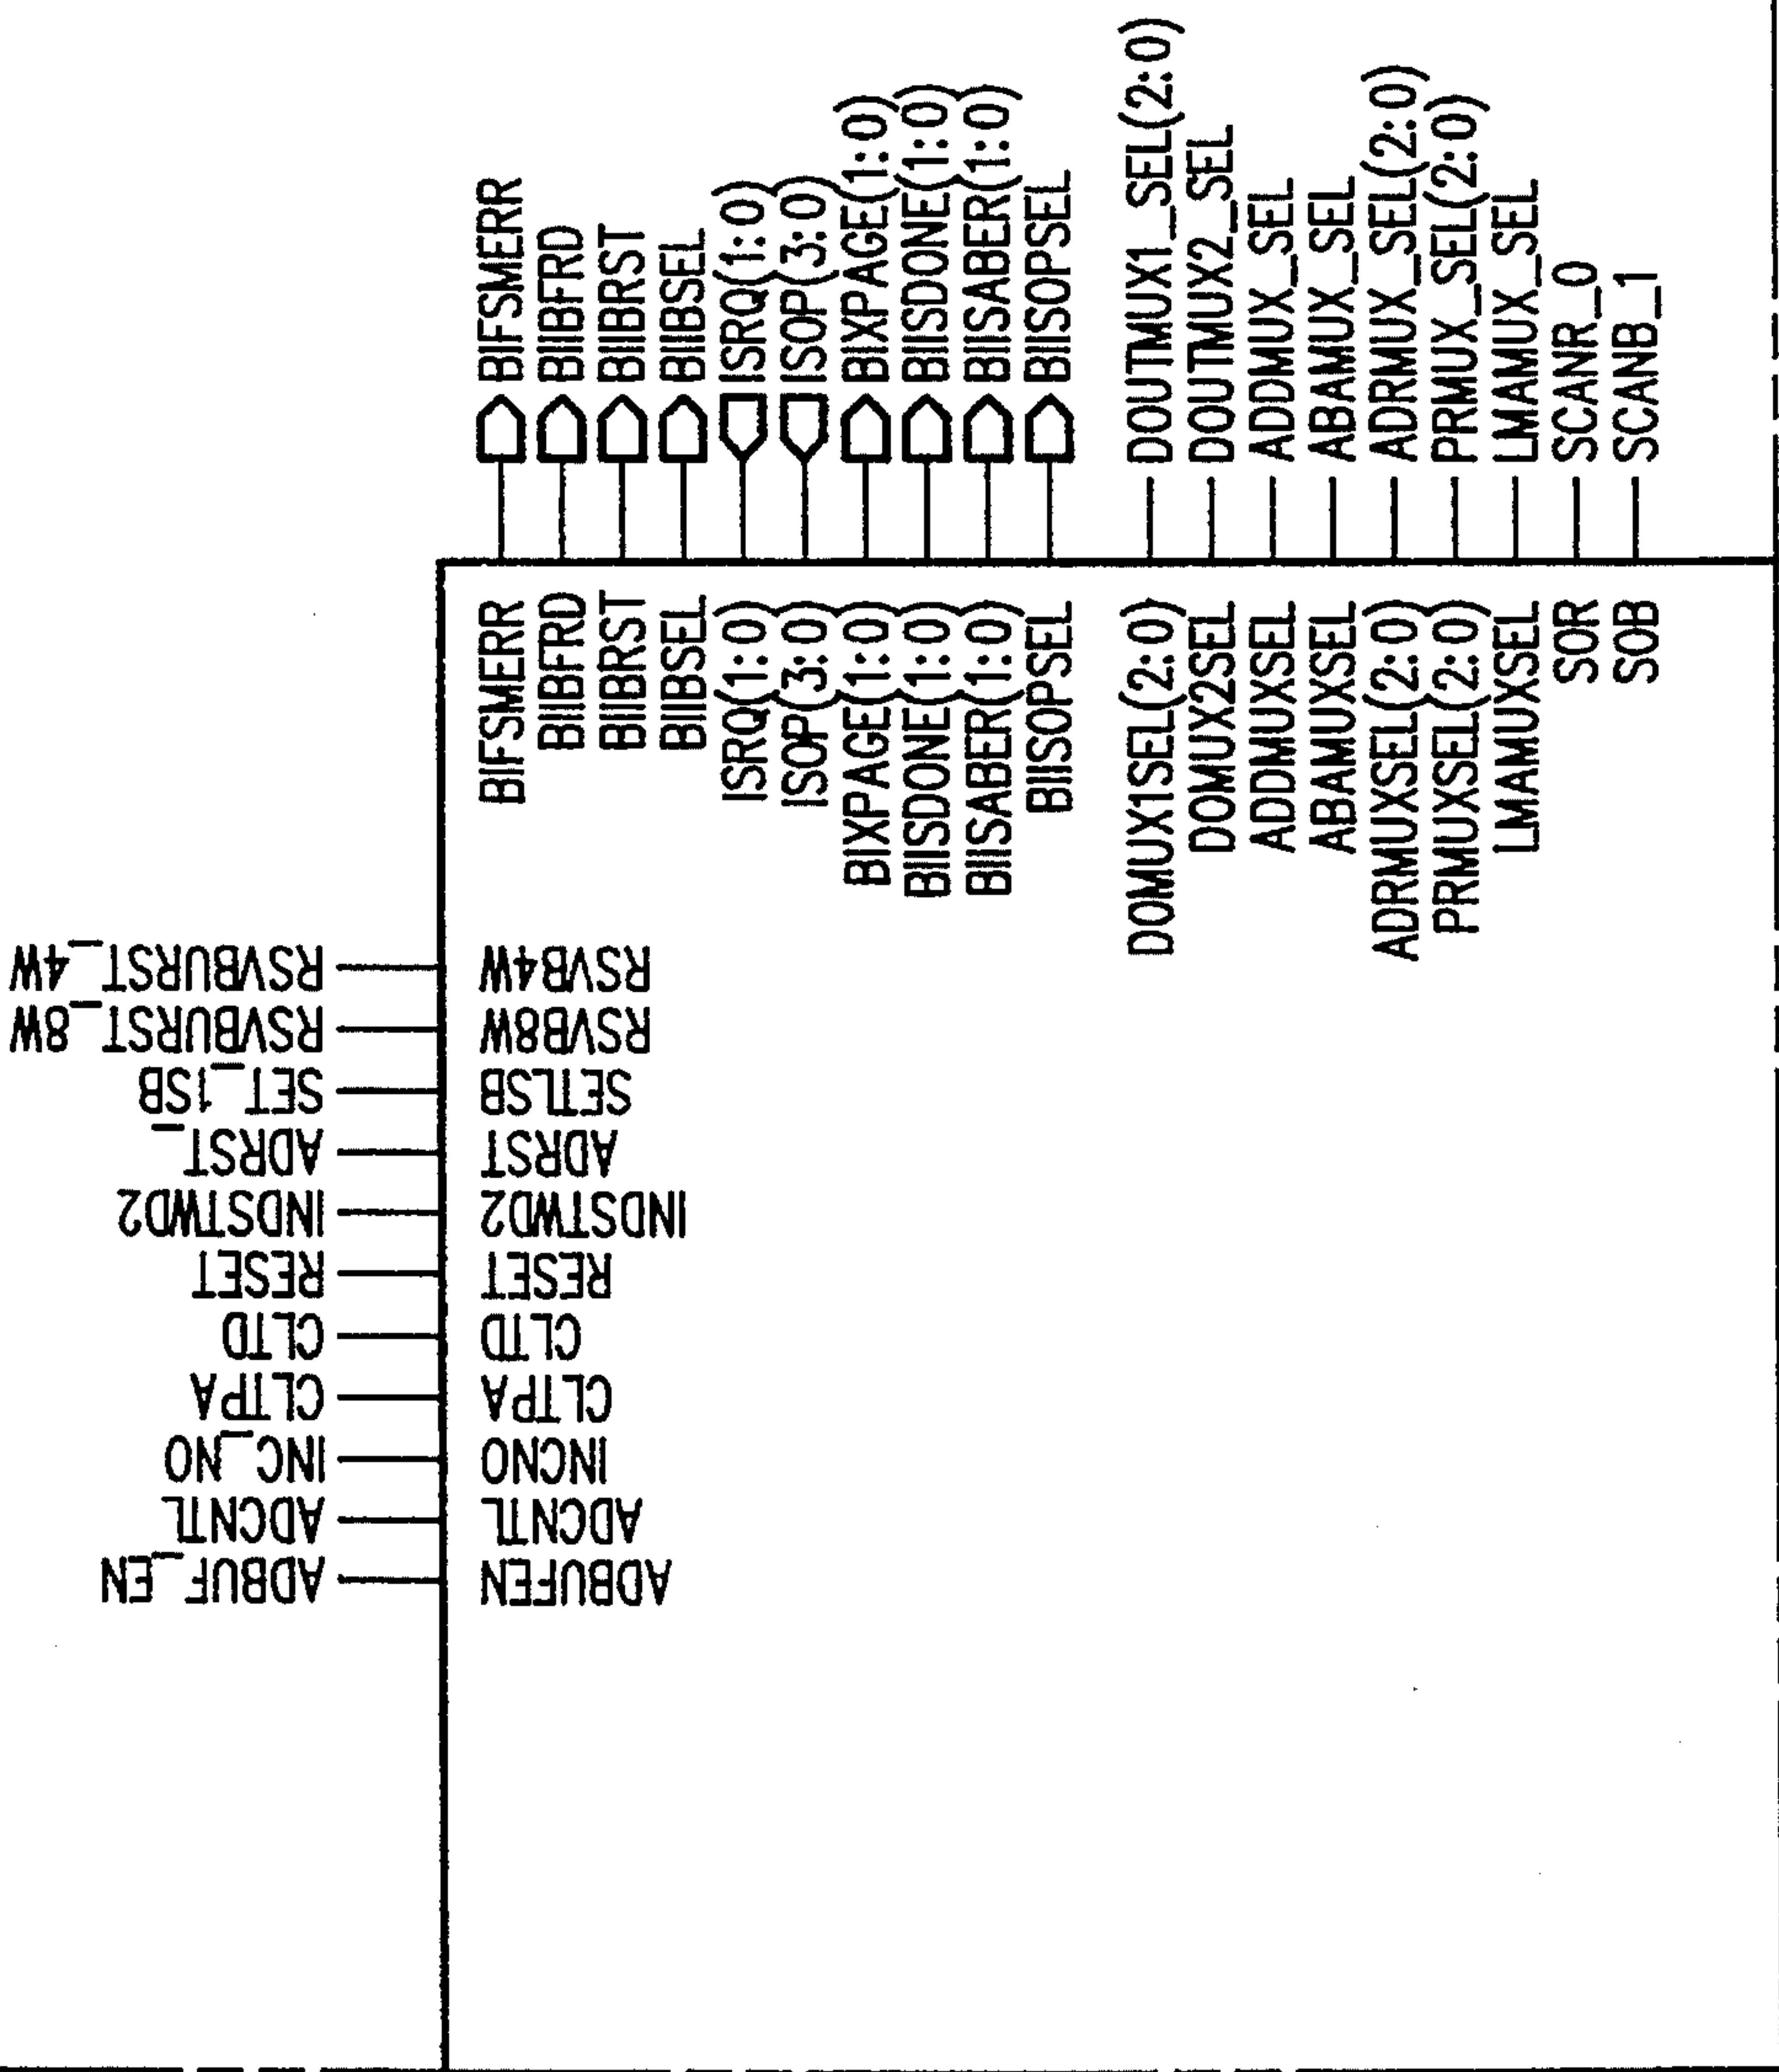 BIFSMERR
BIIBFRD
BIIBRST
BIIBSEL
ISRQ(1:0)
ISOP(3:0)
BIXPAGE(1:0)
BIISDONE(1:0)
BIISABER(1:0)
BIISOPSEL
DOUTMUX1_SEL(2:0)
DOUTMUX2_SEL
ADDMUX_SEL
ABAMUX_SEL
ADRMUX_SEL(2:0)
PRMUX_SEL(2:0)
LMAMUX_SEL
SCANR_0
SCANB_1
BIFSMERR
BIIBFRD
BIIBRST
BIIBSEL
ISRQ(1:0)
ISOP(3:0)
BIXPAGE(1:0)
BIISDONE(1:0)
BIISABER(1:0)
BIISOPSEL
DOMUX1SEL(2:0)
DOMUX2SEL
ADDMUXSEL
ABAMUXSEL
ADRMUXSEL(2:0)
PRMUXSEL(2:0)
LMAMUXSEL
SOR
SOB
RSVBURST_4W
RSVBURST_8W
SET_1SB
ADRST_
INDSTWD2
RESET
CLTD
CLTPA
INC_NO
ADCNTL
ADBUF_EN
RSVB4W
RSVB8W
SETLSB
ADRST
INDSTWD2
RESET
CLTD
CLTPA
INCNO
ADCNTL
ADBUFEN